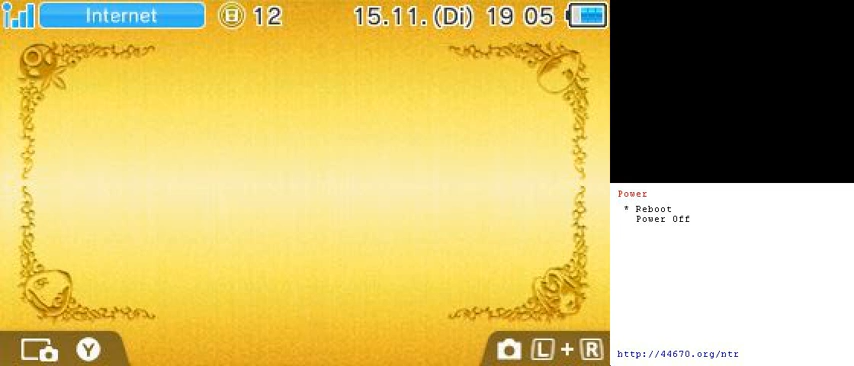 Internet 12 15.11. (Di) 19 05
Y
L + R
Power
* Reboot
Power Off
http://44670.org/ntr